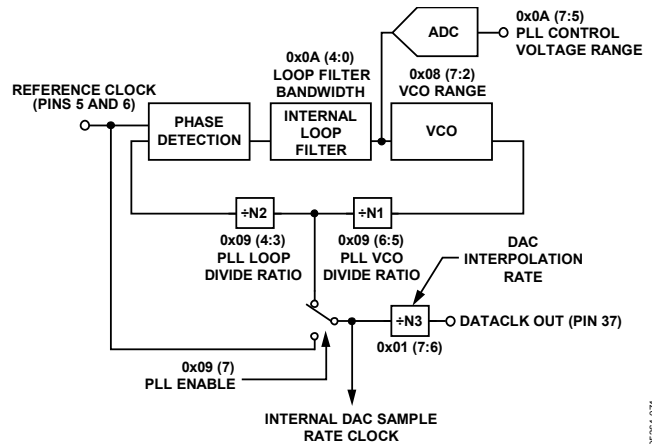 0x0A (7:5)
PLL CONTROL
VOLTAGE RANGE
ADC
0x0A (4:0)
LOOP FILTER
BANDWIDTH
0x08 (7:2)
VCO RANGE
REFERENCE CLOCK
(PINS 5 AND 6)
PHASE
DETECTION
INTERNAL
LOOP
FILTER
VCO
÷N2
÷N1
0x09 (4:3)
PLL LOOP
DIVIDE RATIO
0x09 (6:5)
PLL VCO
DIVIDE RATIO
DAC
INTERPOLATION
RATE
÷N3
DATACLK OUT (PIN 37)
0x01 (7:6)
0x09 (7)
PLL ENABLE
INTERNAL DAC SAMPLE
RATE CLOCK